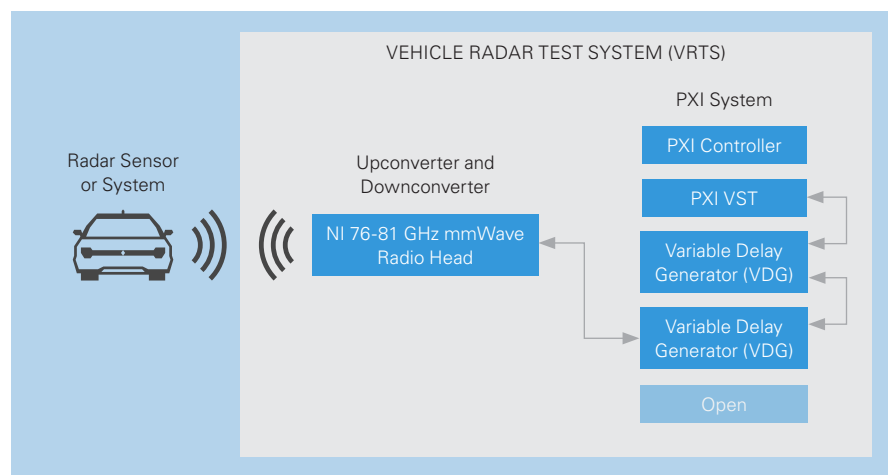 VEHICLE RADAR TEST SYSTEM (VRTS)
PXI System
Radar Sensor
or System
Upconverter and
Downconverter
NI 76-81 GHz mmWave
Radio Head
PXI Controller
PXI VST
Variable Delay
Generator (VDG)
Variable Delay
Generator (VDG)
Open